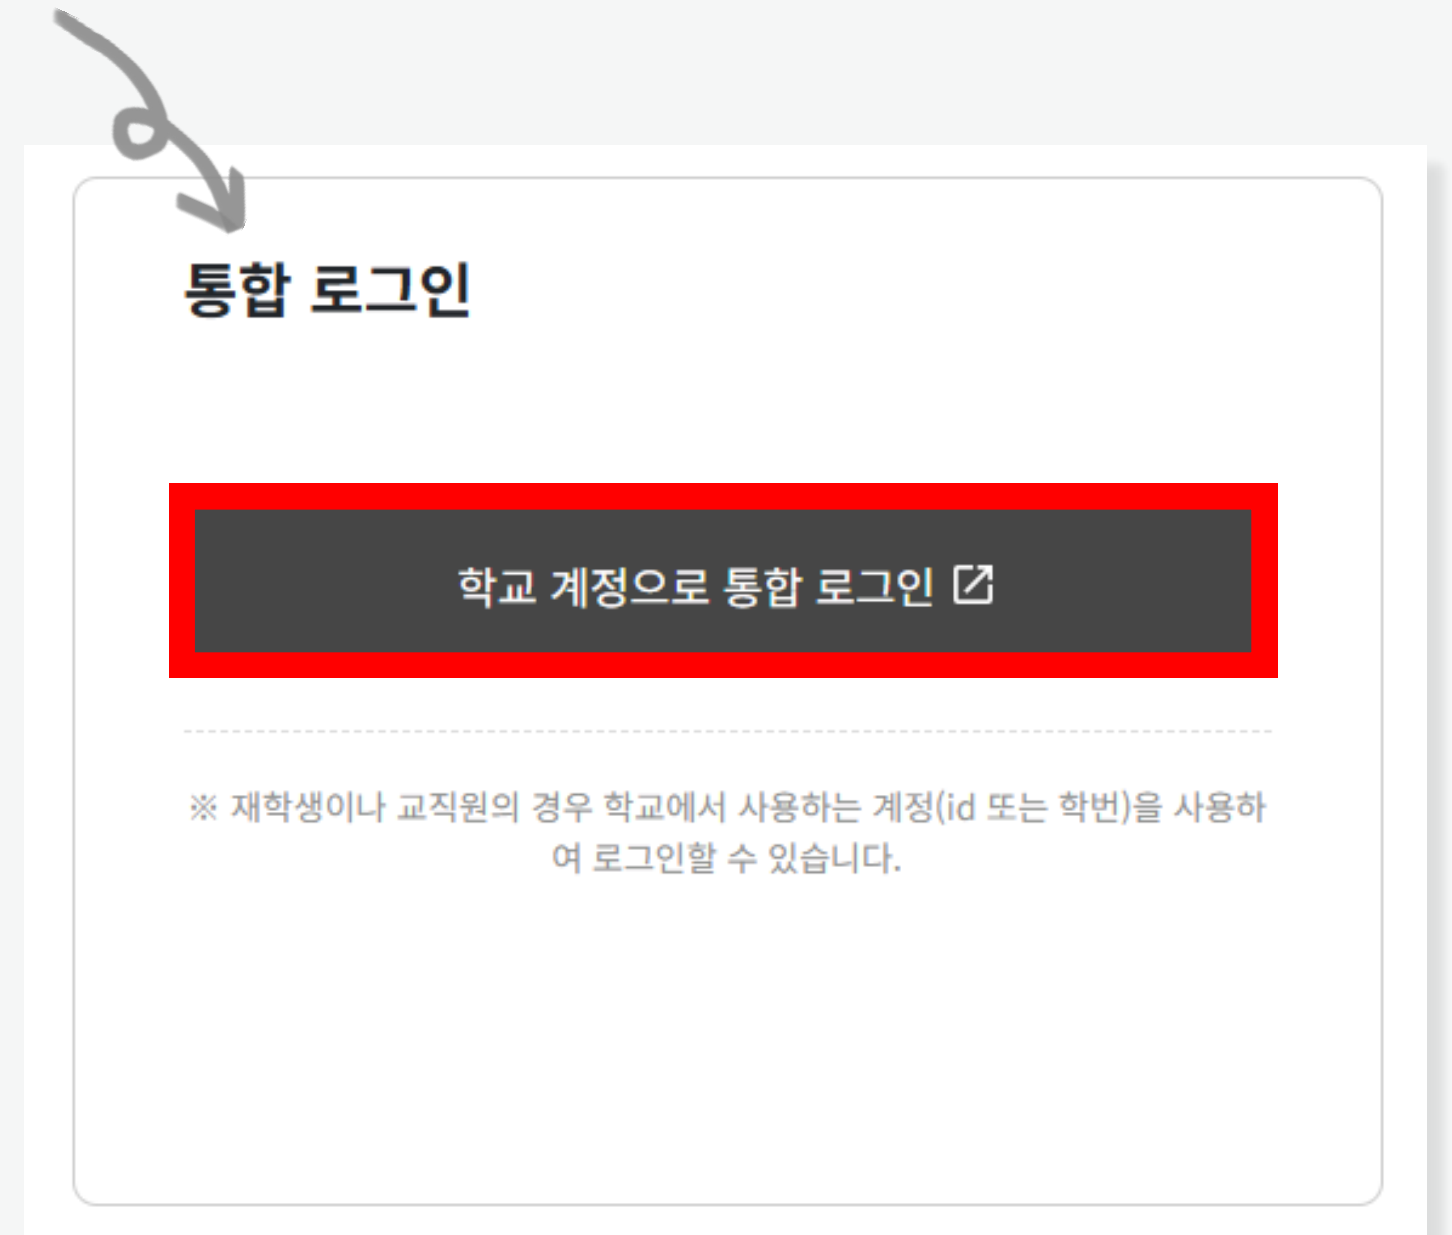 통합 로그인
학교 계정으로 통합 로그인
※ 재학생이나 교직원의 경우 학교에서 사용하는 계정(id 또는 학번)을 사용하
여 로그인할 수 있습니다.